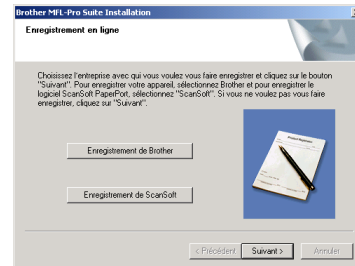 Brother MFL-Pro Suite Installation
Enregistrement en ligne
Choisissez l'entreprise avec qui vous voulez vous faire enregistrer et cliquez sur le bouton
"Suivant". Pour enregistrer votre appareil, sélectionnez Brother et pour enregistrer le
logiciel ScanSoft PaperPort, sélectionnez "ScanSoft". Si vous ne voulez pas vous faire
enregistrer, cliquez sur "Suivant".
Enregistrement de Brother
Enregistrement de ScanSoft
< Précédent
Suivant >
Annuler